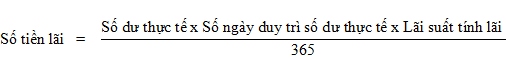 Số dư thực tế x Số ngày duy trì số dư thực tế x Lãi suất tính lãi
Số tiền lãi =
365